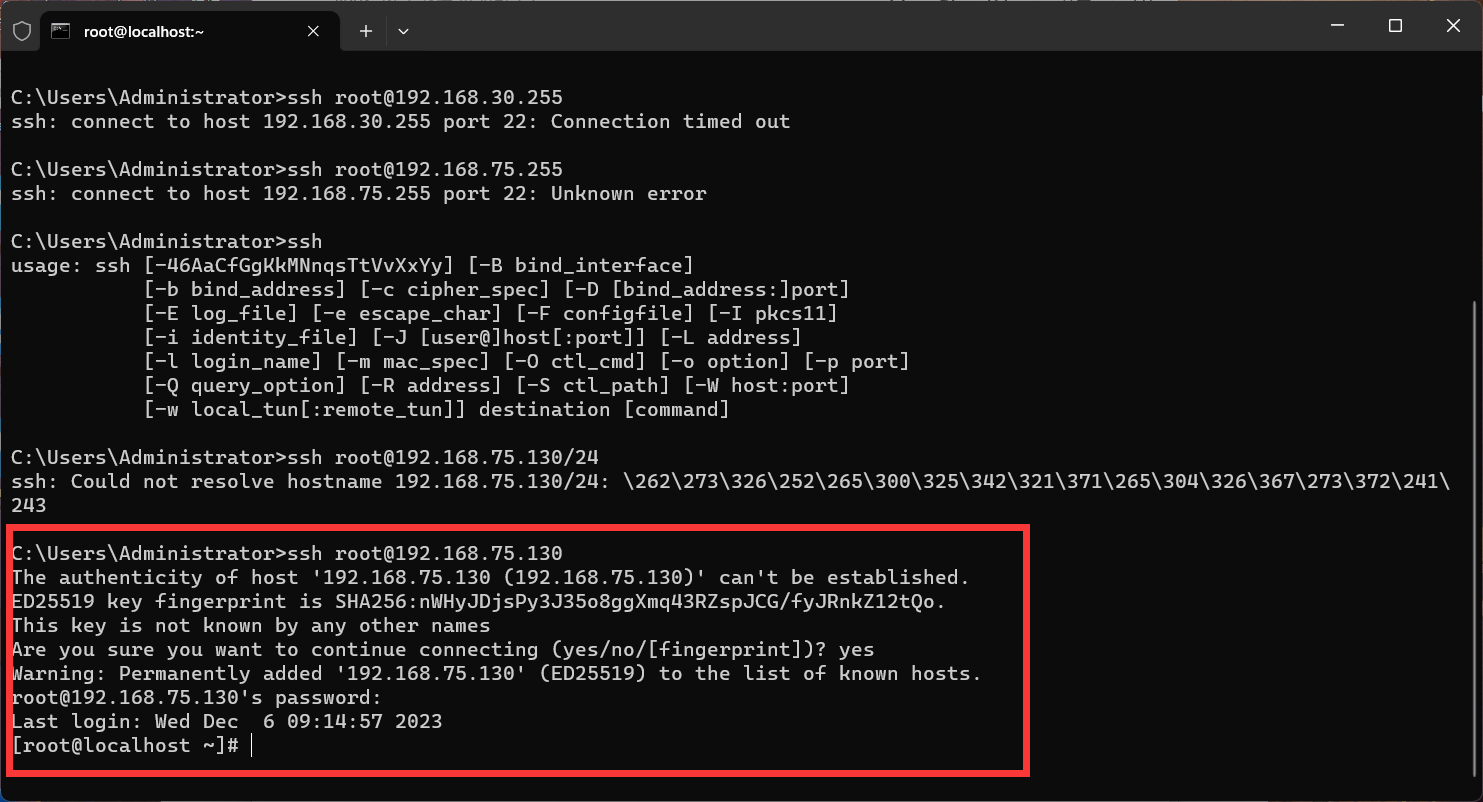 root@localhost:~
C:\Users\Administrator>ssh root@192.168.30.255
ssh: connect to host 192.168.30.255 port 22: Connection timed out
C:\Users\Administrator>ssh root@192.168.75.255
ssh: connect to host 192.168.75.255 port 22: Unknown error
C:\Users\Administrator>ssh
usage: ssh [-46AaCfGgKkMNnqsTtVvXxYy] [-B bind_interface]
           [-b bind_address] [-c cipher_spec] [-D [bind_address:]port]
           [-E log_file] [-e escape_char] [-F configfile] [-I pkcs11]
           [-i identity_file] [-J [user@]host[:port]] [-L address]
           [-l login_name] [-m mac_spec] [-O ctl_cmd] [-o option] [-p port]
           [-Q query_option] [-R address] [-S ctl_path] [-W host:port]
           [-w local_tun[:remote_tun]] destination [command]
C:\Users\Administrator>ssh root@192.168.75.130/24
ssh: Could not resolve hostname 192.168.75.130/24: \262\273\326\252\265\300\325\342\321\371\265\304\326\367\273\372\241\
243
C:\Users\Administrator>ssh root@192.168.75.130
The authenticity of host '192.168.75.130 (192.168.75.130)' can't be established.
ED25519 key fingerprint is SHA256:nWHyJDjsPy3J35o8ggXmq43RZspJCG/fyJRnkZ12tQo.
This key is not known by any other names
Are you sure you want to continue connecting (yes/no/[fingerprint])? yes
Warning: Permanently added '192.168.75.130' (ED25519) to the list of known hosts.
root@192.168.75.130's password:
Last login: Wed Dec  6 09:14:57 2023
[root@localhost ~]#